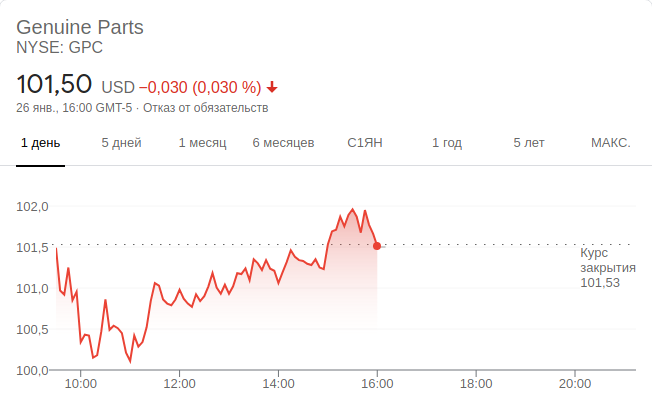 Genuine Parts
NYSE: GPC
101,50 USD −0,030 (0,030 %)
26 янв., 16:00 GMT-5 · Отказ от обязательств
1 день 5 дней 1 месяц 6 месяцев С1ЯН 1 год 5 лет МАКС.
102,0
101,5
Курс
закрытия
101,53
101,0
100,5
100,0
10:00 12:00 14:00 16:00 18:00 20:00